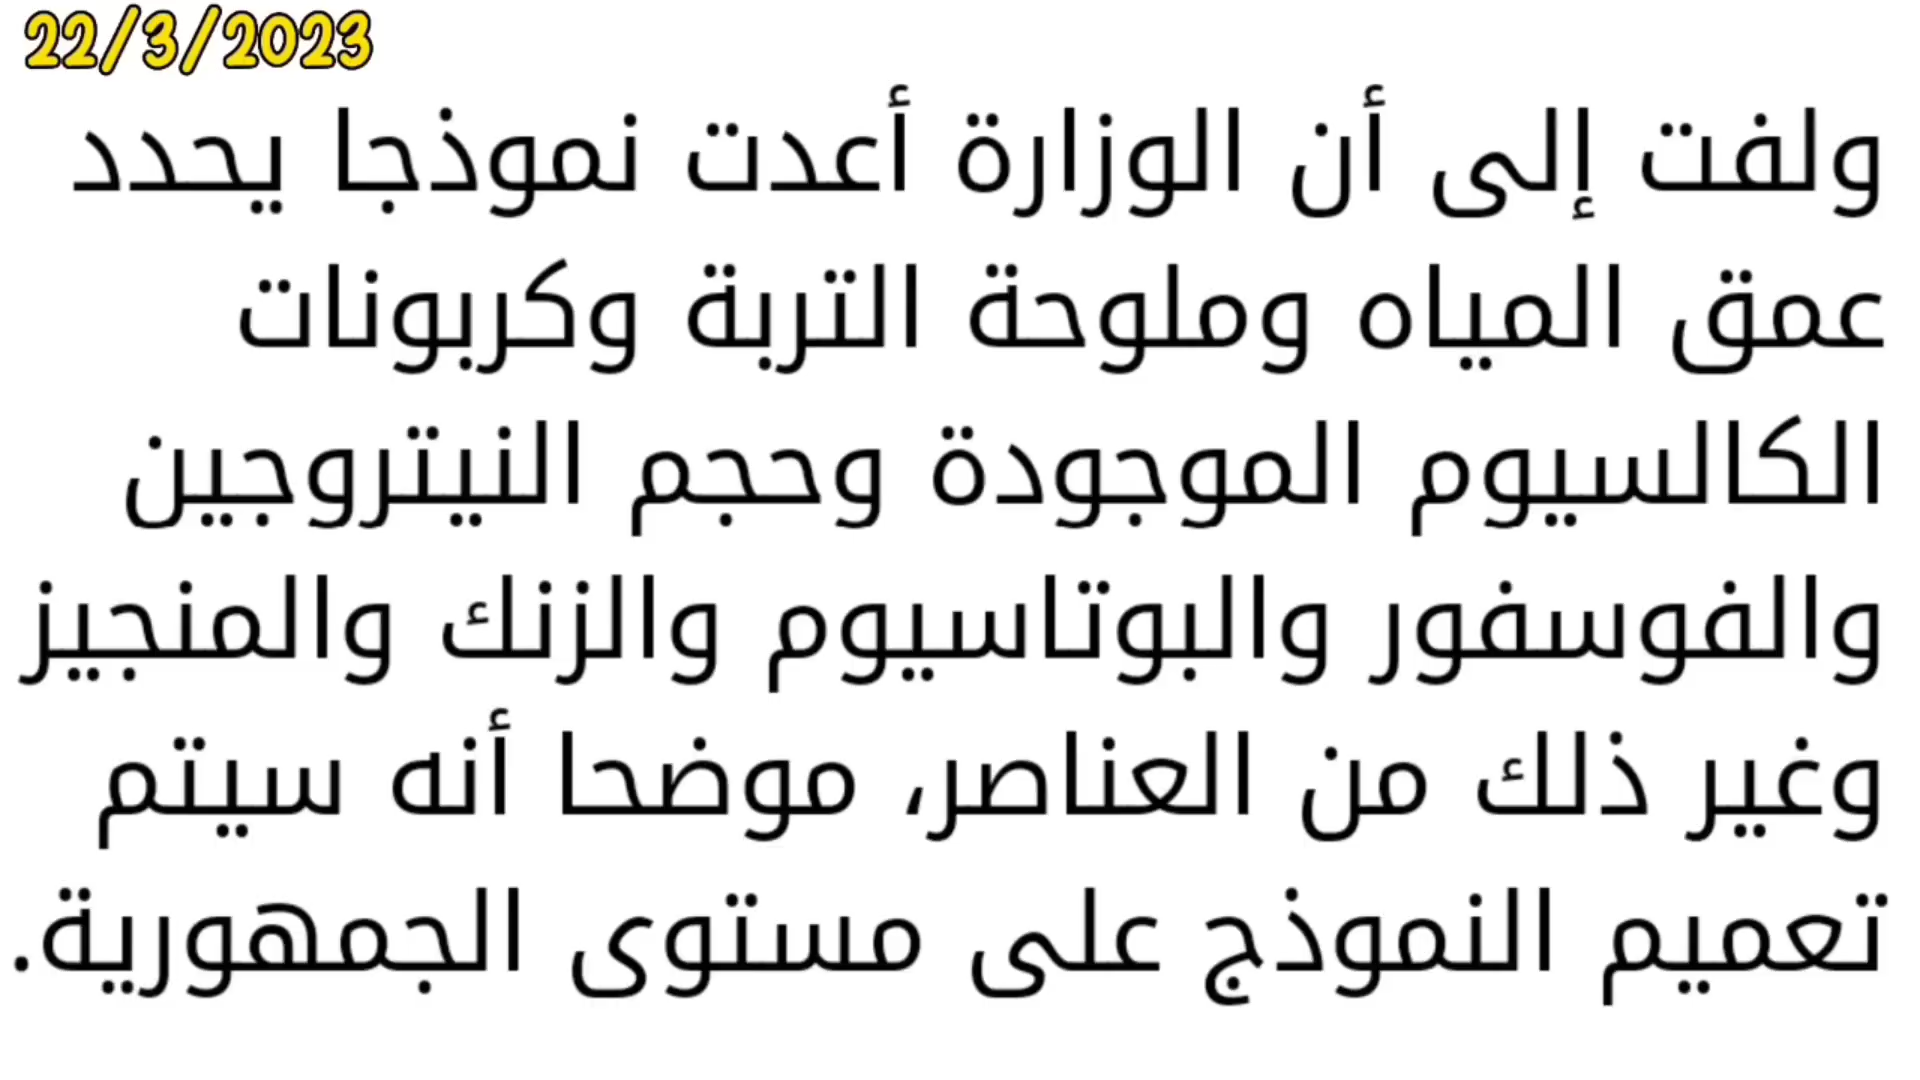 22/3/2023
ولفت إلى أن الوزارة أعدت نموذجا يحدد
عمق المياه وملوحة التربة وكربونات
الكالسيوم الموجودة وحجم النيتروجين
والفوسفور والبوتاسيوم والزنك والمنجيز
وغير ذلك من العناصر، موضحا أنه سيتم
تعميم النموذج على مستوى الجمهورية.